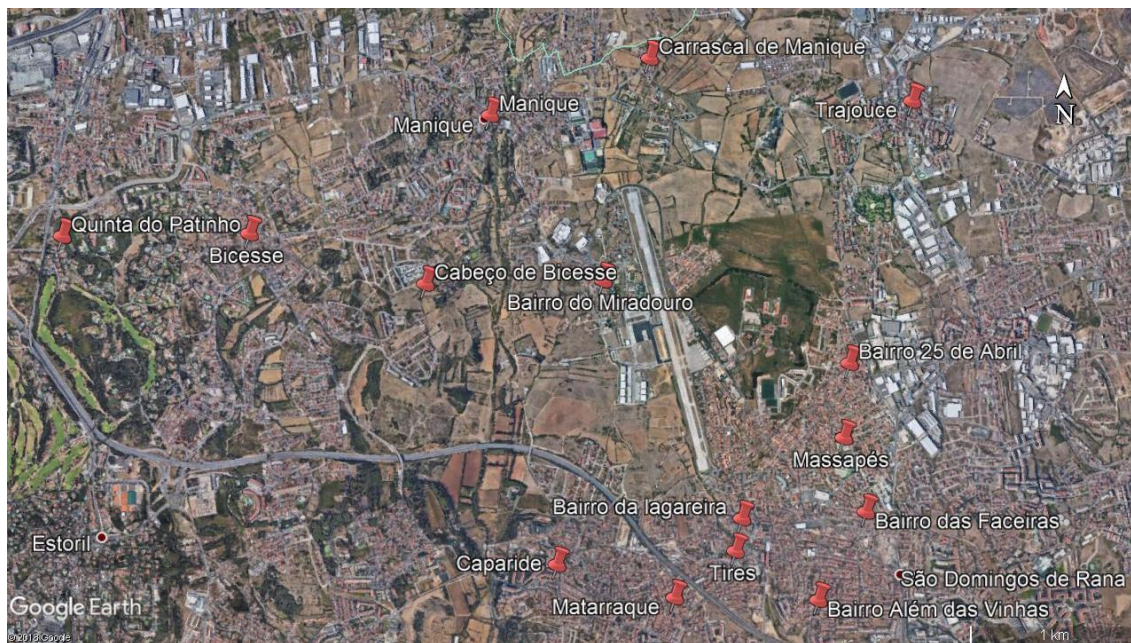 Carrascal de Manique
Manique
Manique
Trajouce
N
Quinta do Patinho
Bicesse
Cabeço de Bicesse
Bairro do Miradouro
Bairro 25 de Abril
Massapés
Bairro da lagareira
Bairro das Faceiras
Estoril
Caparide
Tires
São Domingos de Rana
Matarraque
Bairro Além das Vinhas
Google Earth
© 2018 Google
1 km